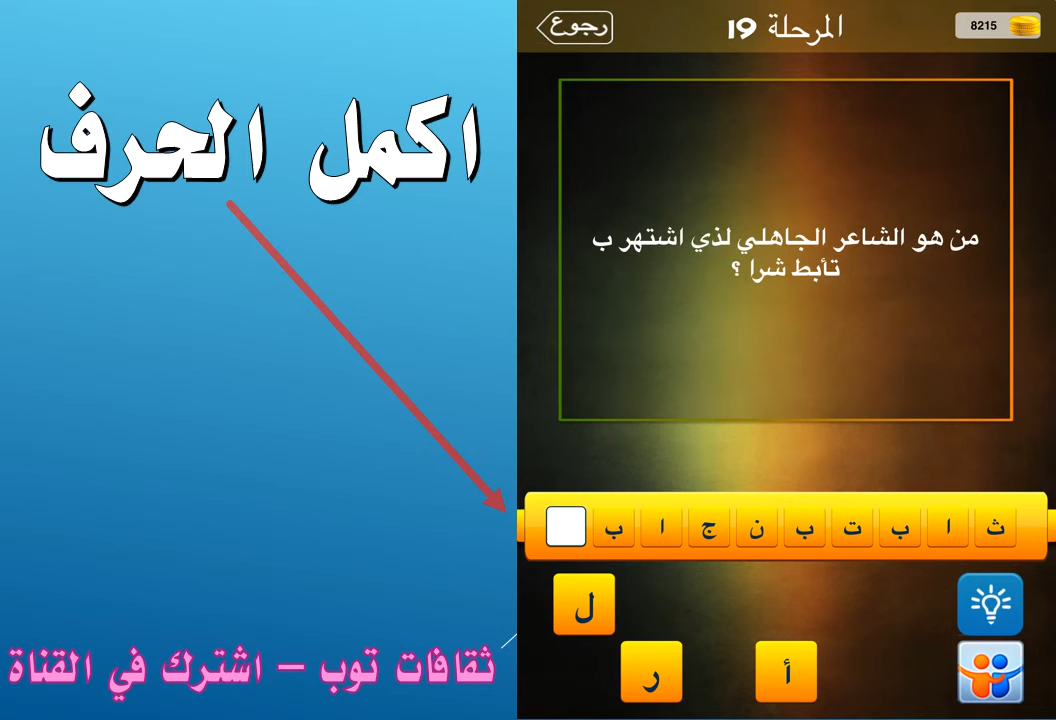 اكمل الحرف
ثقافات توب – اشترك في القناة
رجوع
المرحلة 19
8215
من هو الشاعر الجاهلي لذي اشتهر ب
تأبط شرا ؟
ث ا ب ت ب ن ج ا ب
ل
ر أ